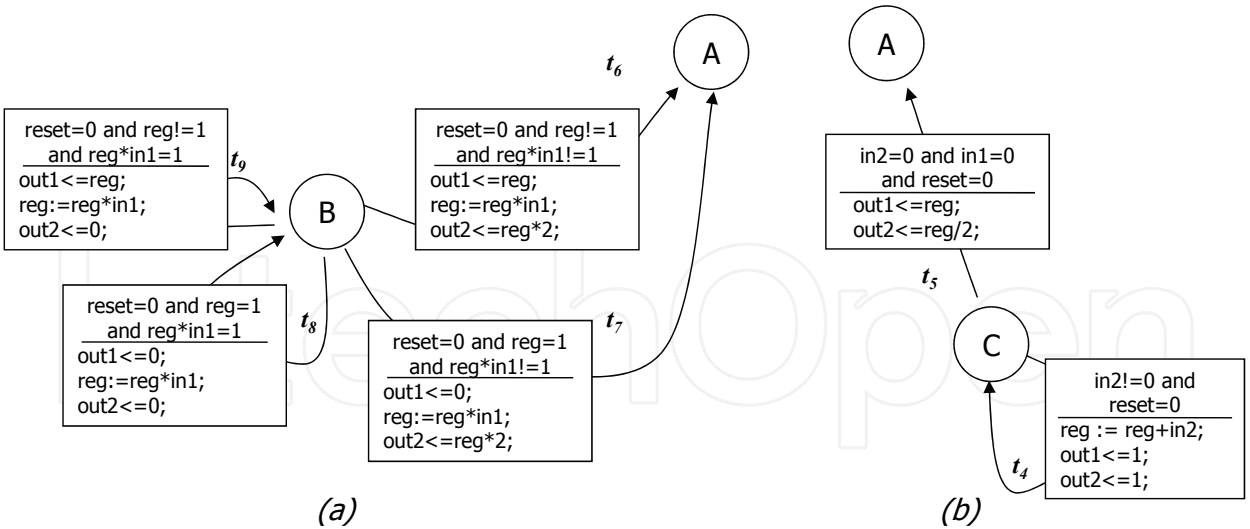 A
t6
reset=0 and reg!=1
and reg*in1!=1
out1<=reg;
reg:=reg*in1;
out2<=reg*2;
reset=0 and reg!=1
and reg*in1=1
out1<=reg;
reg:=reg*in1;
out2<=0;
t9
B
reset=0 and reg=1
and reg*in1=1
out1<=0;
reg:=reg*in1;
out2<=0;
t8
reset=0 and reg=1
and reg*in1!=1
out1<=0;
reg:=reg*in1;
out2<=reg*2;
t7
(a)
A
in2=0 and in1=0
and reset=0
out1<=reg;
out2<=reg/2;
t5
C
in2!=0 and
reset=0
reg := reg+in2;
out1<=1;
out2<=1;
t4
(b)
IntechOpen